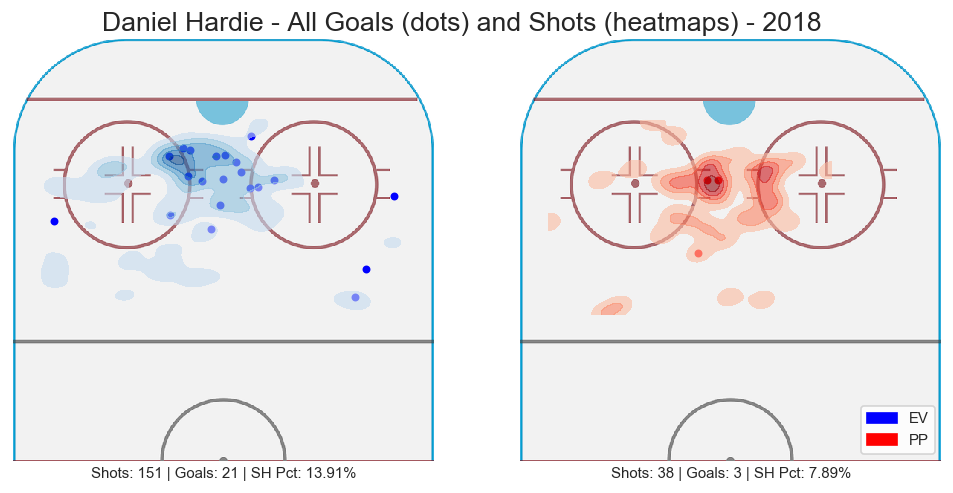 Daniel Hardie - All Goals (dots) and Shots (heatmaps) - 2018
EV
PP
Shots: 151 | Goals: 21 | SH Pct: 13.91%
Shots: 38 | Goals: 3 | SH Pct: 7.89%